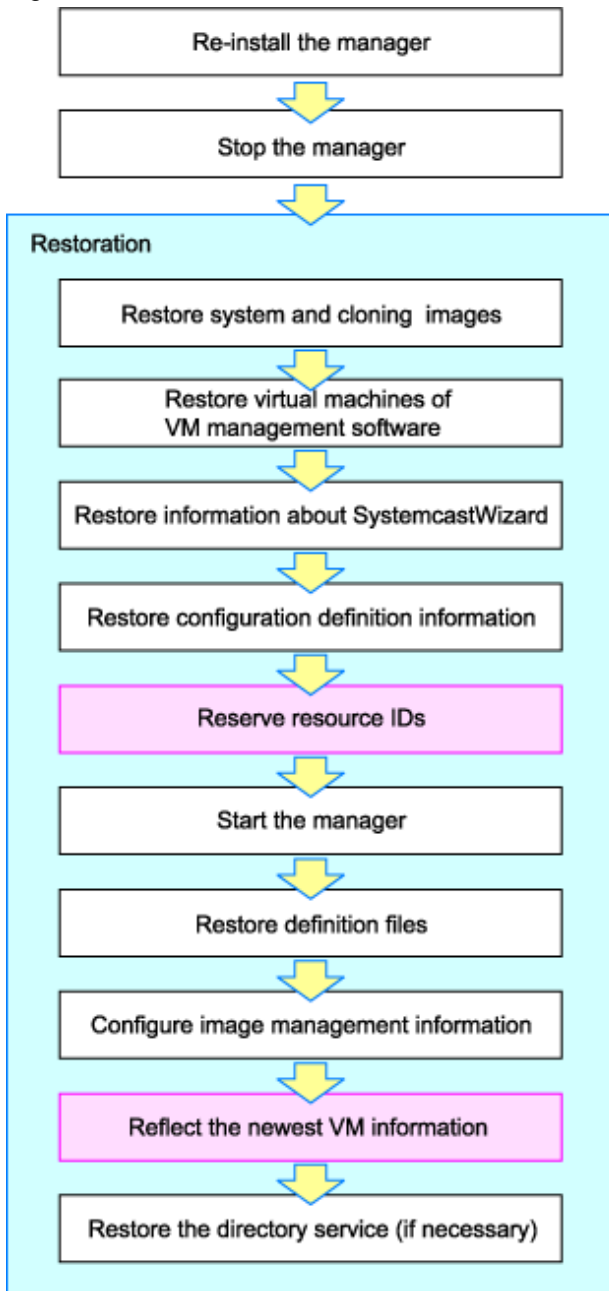 Re-install the manager
Stop the manager
Restoration
Restore system and cloning images
Restore virtual machines of
VM management software
Restore information about SystemcastWizard
Restore configuration definition information
Reserve resource IDs
Start the manager
Restore definition files
Configure image management information
Reflect the newest VM information
Restore the directory service (if necessary)